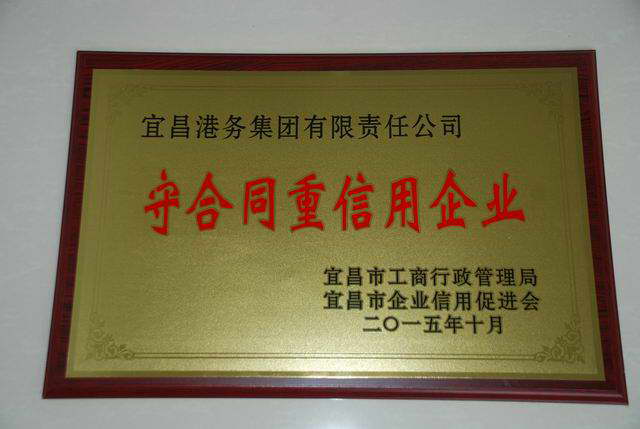 宜昌港务集团有限责任公司
守合同重信用企业
宜昌市工商行政管理局
宜昌市企业信用促进会
二〇一五年十月